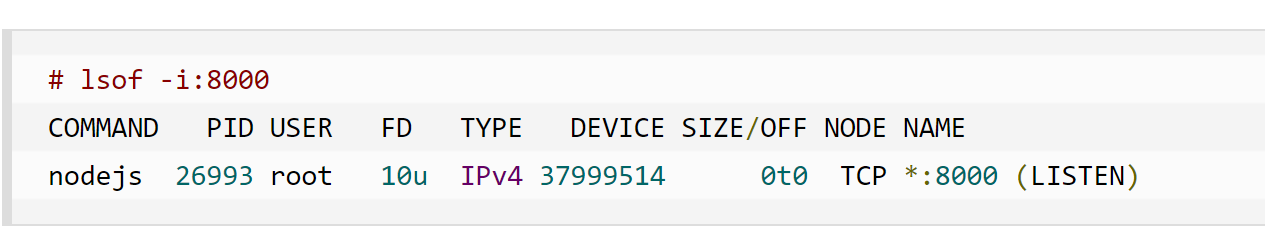 # lsof -i:8000
COMMAND   PID USER   FD   TYPE   DEVICE SIZE/OFF NODE NAME
nodejs  26993 root   10u  IPv4 37999514      0t0  TCP *:8000 (LISTEN)